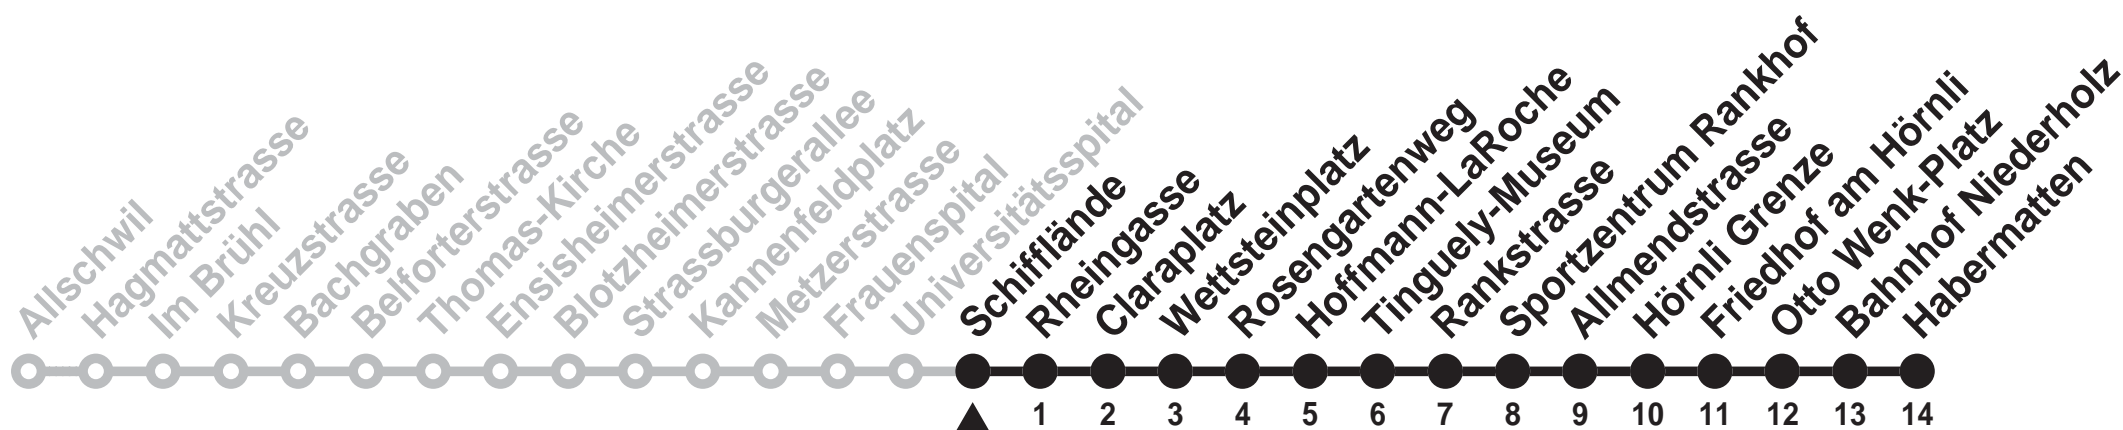 Allschwil
Hagmattstrasse
Im Brühl
Kreuzstrasse
Bachgraben
Belforterstrasse
Thomas-Kirche
Ensisheimerstrasse
Blotzheimerstrasse
Strassburgerallee
Kannenfeldplatz
Metzerstrasse
Frauenspital
Universitätsspital
Schifflände
Rheingasse
Claraplatz
Wettsteinplatz
Rosengartenweg
Hoffmann-LaRoche
Tinguely-Museum
Rankstrasse
Sportzentrum Rankhof
Allmendstrasse
Hörnli Grenze
Friedhof am Hörnli
Otto Wenk-Platz
Bahnhof Niederholz
Habermatten
1 2 3 4 5 6 7 8 9 10 11 12 13 14